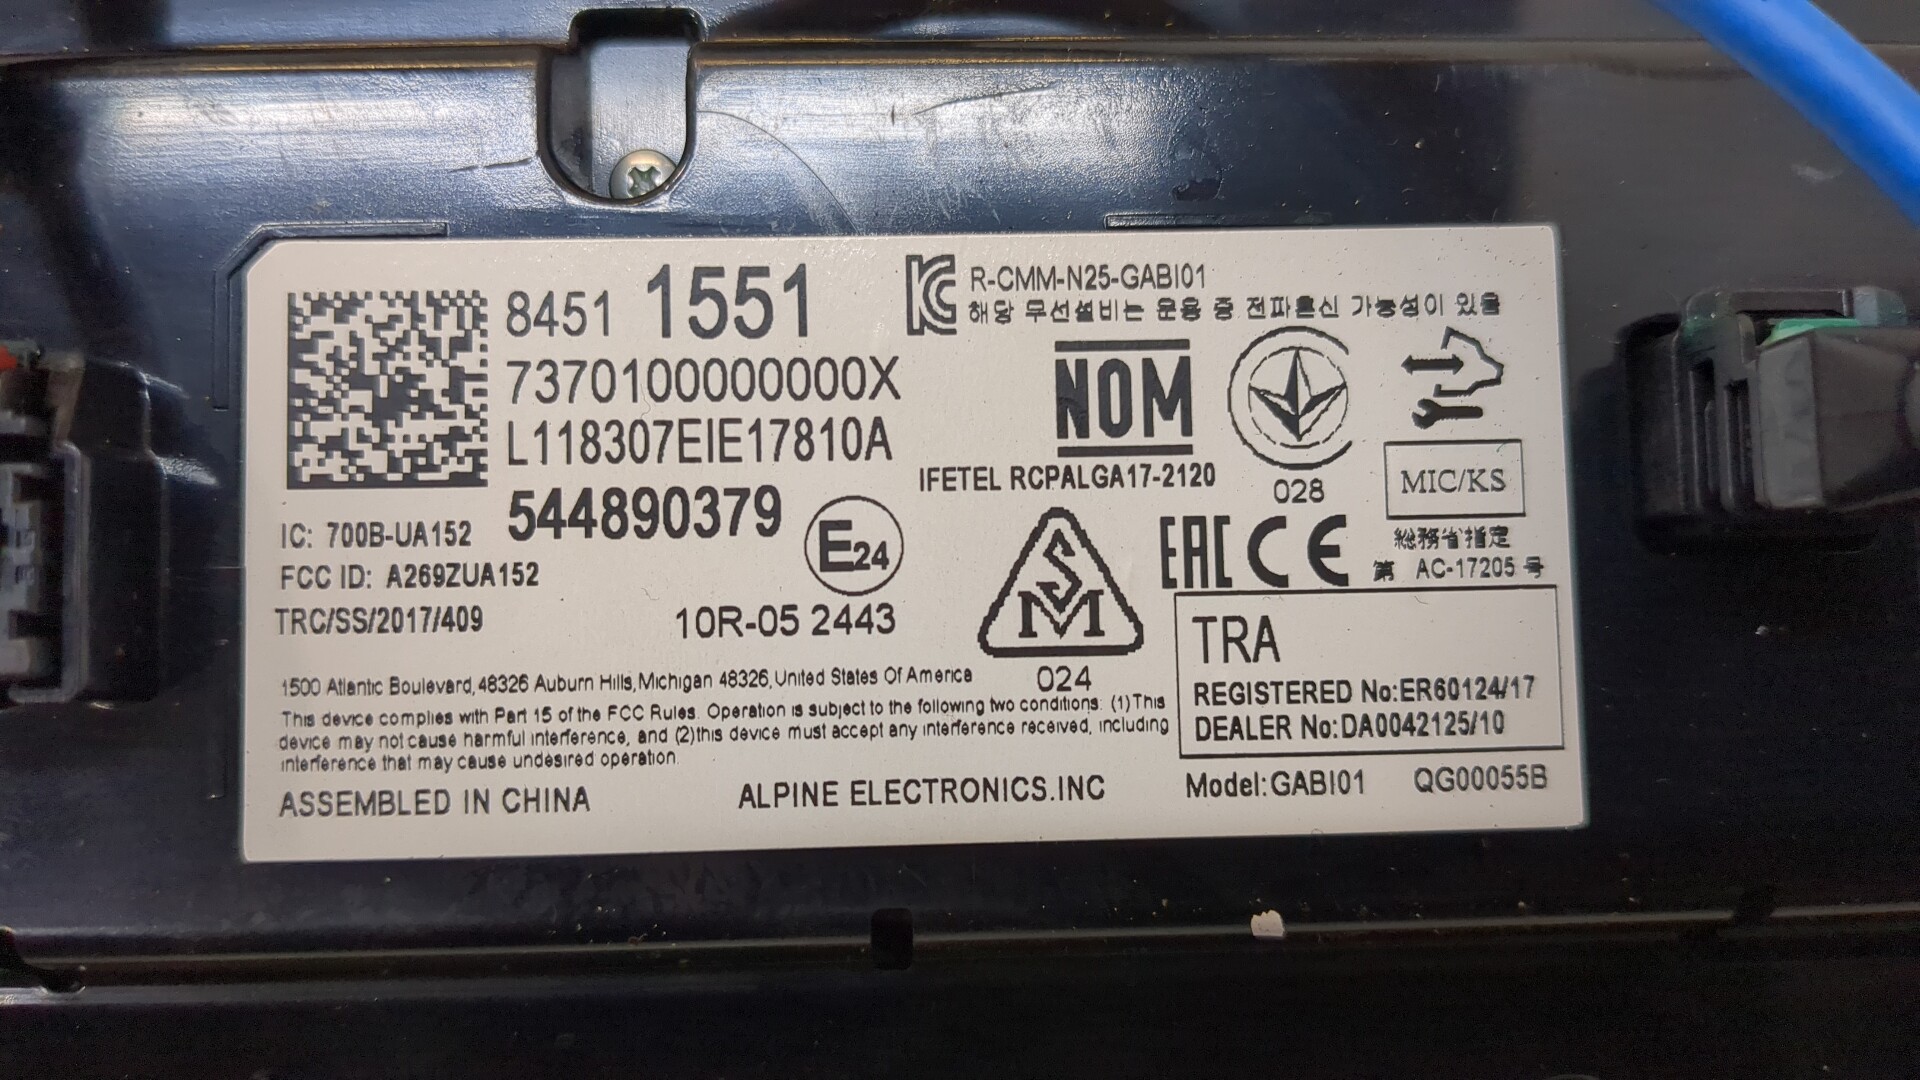 8451 1551
7370100000000X
L118307EIE17810A
544890379
IC: 700B-UA152
FCC ID: A269ZUA152
TRC/SS/2017/409
E24
10R-05 2443
R-CMM-N25-GABI01
해당 무선설비는 운용 중 전파혼신 가능성이 있음
NOM
IFETEL RCPALGA17-2120
028
MIC/KS
EAC CE
総務省指定
第 AC-17205 号
SM
024
TRA
REGISTERED No:ER60124/17
DEALER No:DA0042125/10
1500 Atlantic Boulevard, 48326 Auburn Hills, Michigan 48326, United States Of America
This device complies with Part 15 of the FCC Rules. Operation is subject to the following two conditions: (1)This
device may not cause harmful interference, and (2)this device must accept any interference received, including
interference that may cause undesired operation.
ASSEMBLED IN CHINA
ALPINE ELECTRONICS.INC
Model:GABI01 QG00055B